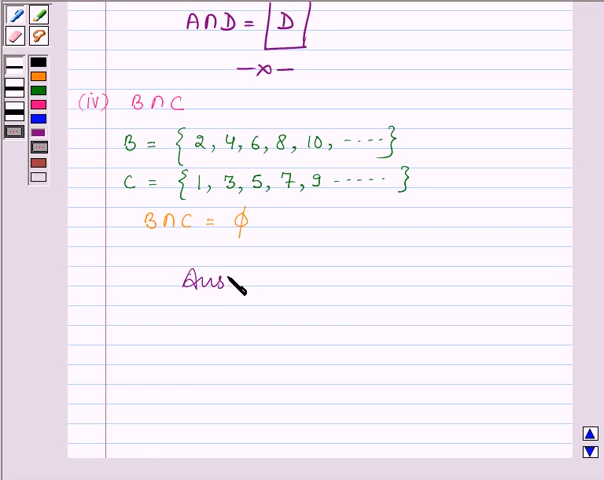 A∩D = D
—x—
(iv) B∩C
B = {2, 4, 6, 8, 10, ----}
C = {1, 3, 5, 7, 9 ----- }
B∩C = ϕ
Ans